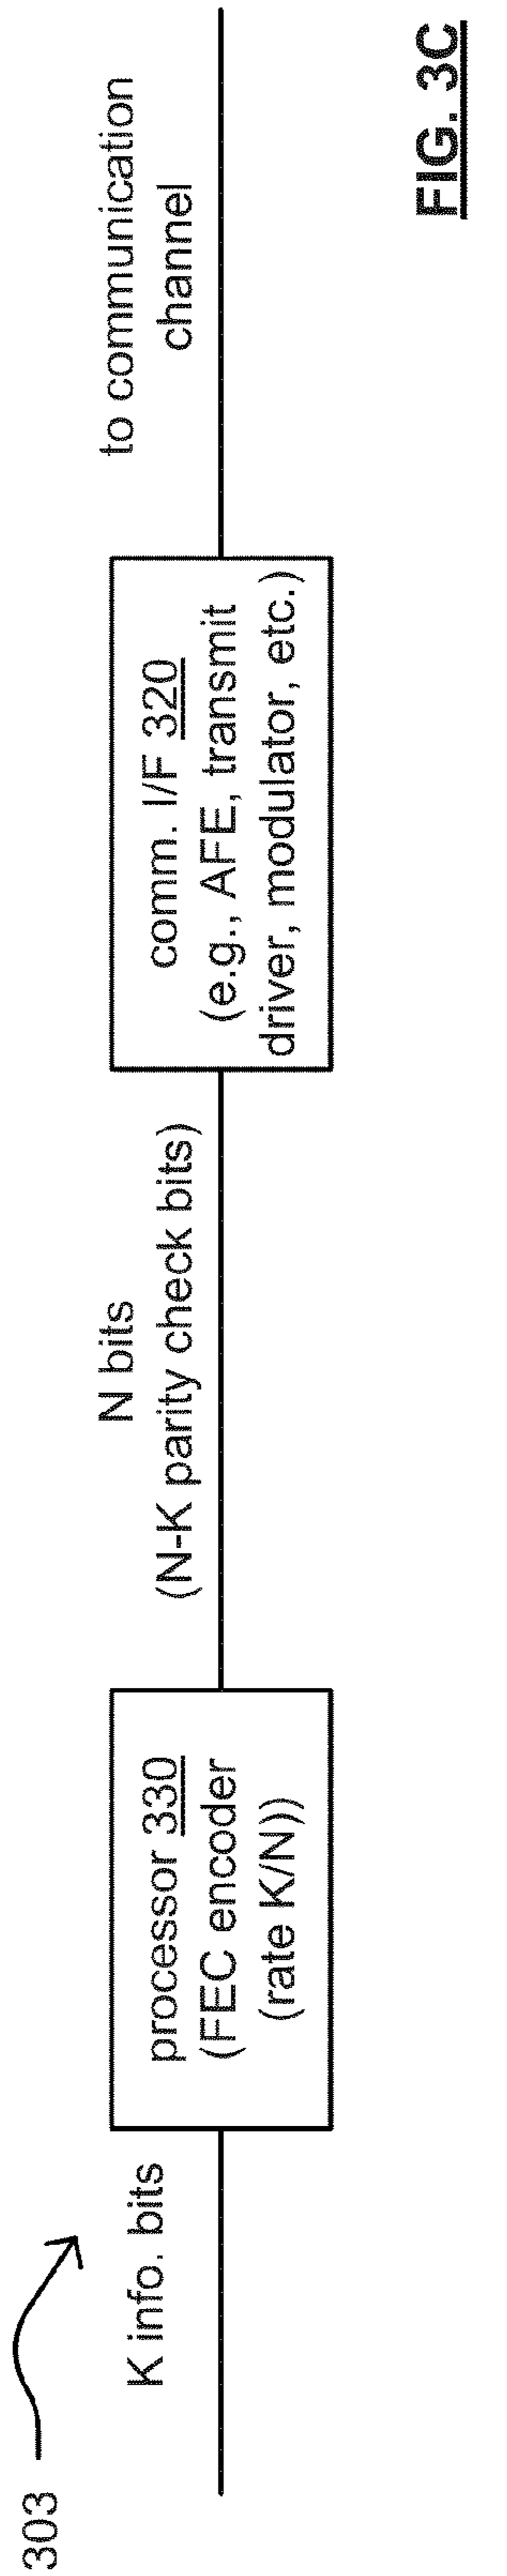 303
K info. bits
processor 330
(FEC encoder
(rate K/N))
N bits
(N-K parity check bits)
comm. I/F 320
(e.g., AFE, transmit
driver, modulator, etc.)
to communication
channel
FIG. 3C